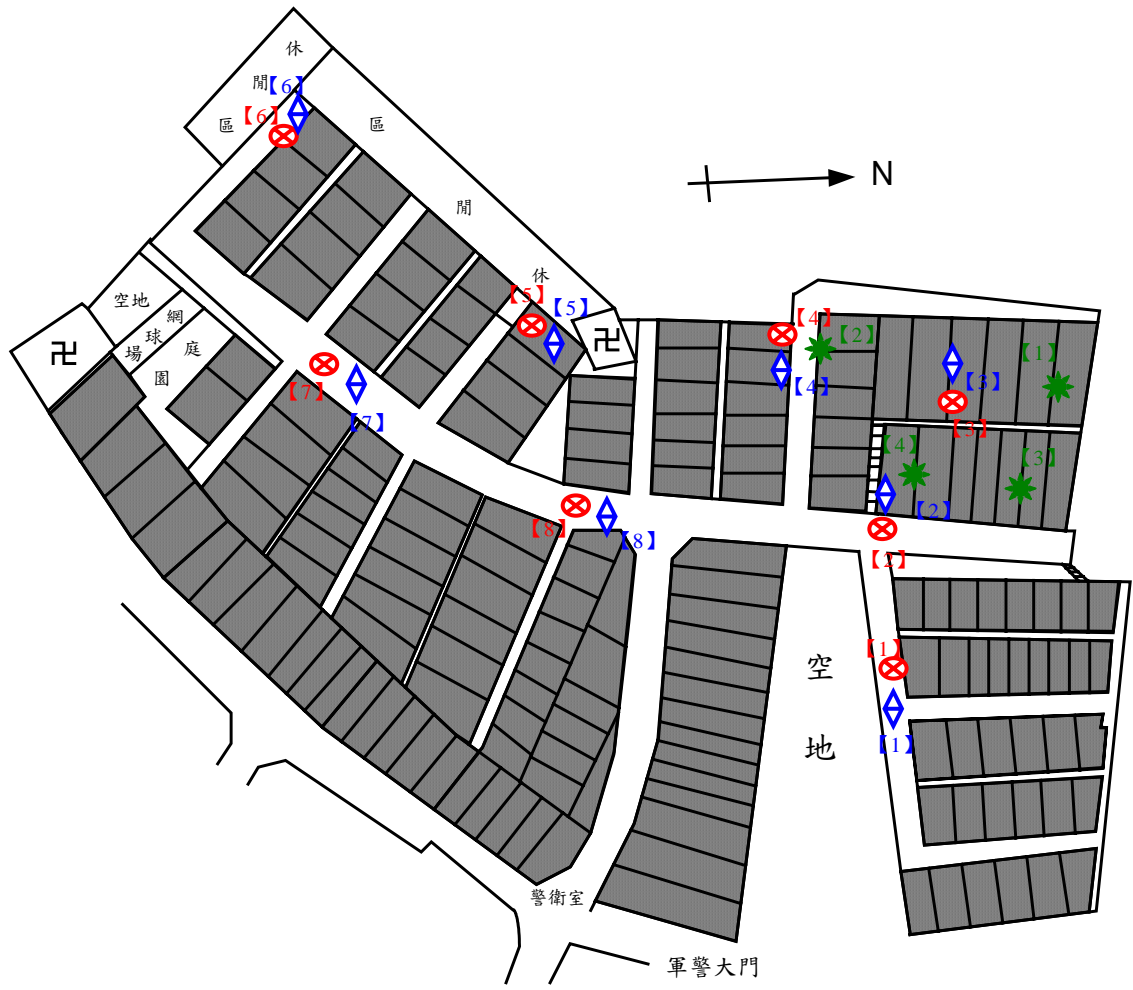 休
閒
區
【6】
【6】
區
閒
休
N
空地
網
球
場
庭
園
卍
卍
【5】
【5】
【4】
【4】
【2】
【1】
【3】
【3】
【4】
【3】
【7】
【7】
【8】
【8】
【2】
【2】
【1】
【1】
空
地
警衛室
軍警大門